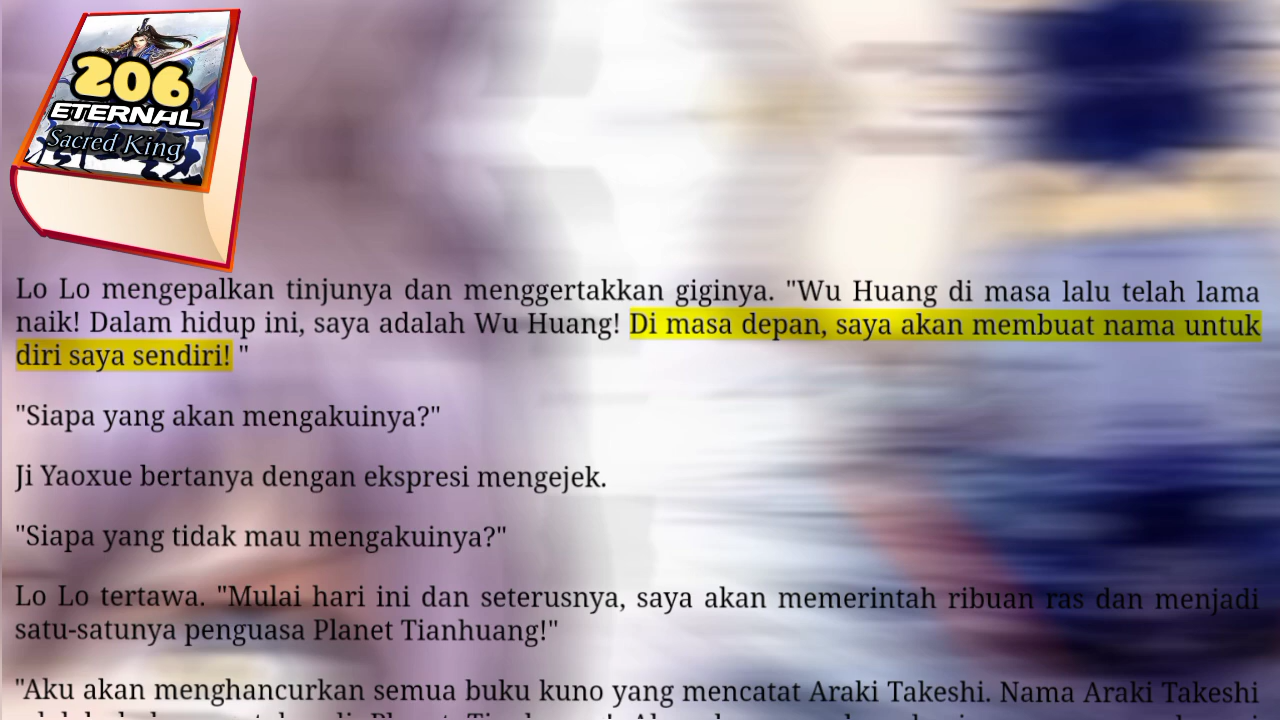 206
ETERNAL
Sacred King
Lo Lo mengepalkan tinjunya dan menggertakkan giginya. "Wu Huang di masa lalu telah lama
naik! Dalam hidup ini, saya adalah Wu Huang! Di masa depan, saya akan membuat nama untuk
diri saya sendiri! "
"Siapa yang akan mengakuinya?"
Ji Yaoxue bertanya dengan ekspresi mengejek.
"Siapa yang tidak mau mengakuinya?"
Lo Lo tertawa. "Mulai hari ini dan seterusnya, saya akan memerintah ribuan ras dan menjadi
satu-satunya penguasa Planet Tianhuang!"
"Aku akan menghancurkan semua buku kuno yang mencatat Araki Takeshi. Nama Araki Takeshi